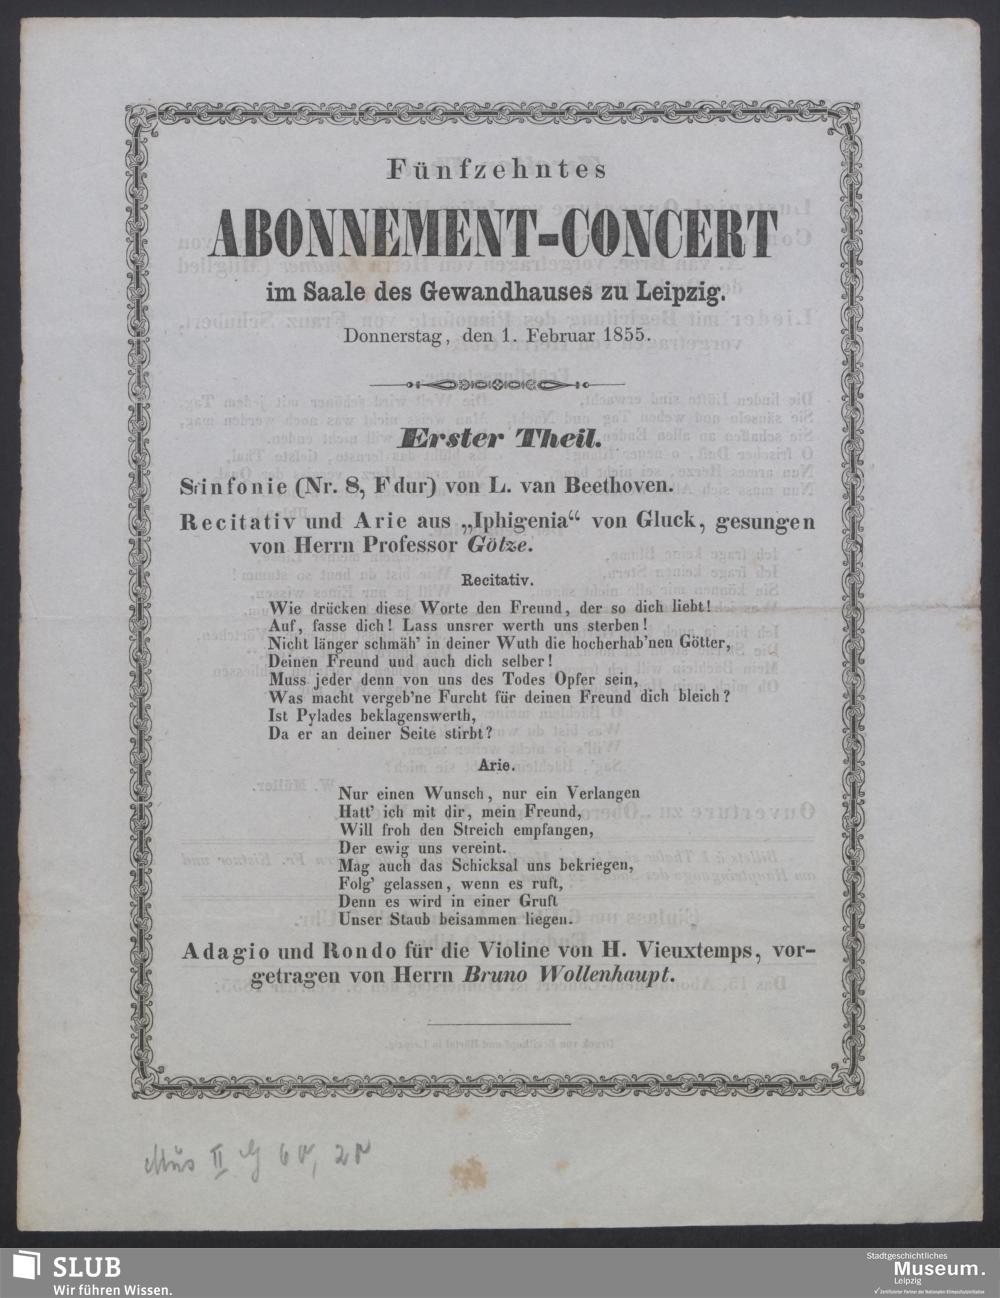 Fünfzehntes
ABONNEMENT-CONCERT
im Saale des Gewandhauses zu Leipzig.
Donnerstag, den 1. Februar 1855.
Erster Theil.
Sinfonie (Nr. 8, F dur) von L. van Beethoven.
Recitativ und Arie aus „Iphigenia“ von Gluck, gesungen
von Herrn Professor Götze.
Recitativ.
Wie drücken diese Worte den Freund, der so dich liebt!
Auf, fasse dich! Lass unsrer werth uns sterben!
Nicht länger schmäh' in deiner Wuth die hocherhab'nen Götter,
Deinen Freund und auch dich selber!
Muss jeder denn von uns des Todes Opfer sein,
Was macht vergeb'ne Furcht für deinen Freund dich bleich?
Ist Pylades beklagenswerth,
Da er an deiner Seite stirbt?
Arie.
Nur einen Wunsch, nur ein Verlangen
Hatt' ich mit dir, mein Freund,
Will froh den Streich empfangen,
Der ewig uns vereint.
Mag auch das Schicksal uns bekriegen,
Folg' gelassen, wenn es ruft,
Denn es wird in einer Gruft
Unser Staub beisammen liegen.
Adagio und Rondo für die Violine von H. Vieuxtemps, vor-
getragen von Herrn Bruno Wollenhaupt.
Mus II
SLUB
Wir führen Wissen.
Stadtgeschichtliches
Museum.
Leipzig
Zertifizierter Partner der Nationalen Klimaschutzinitiative